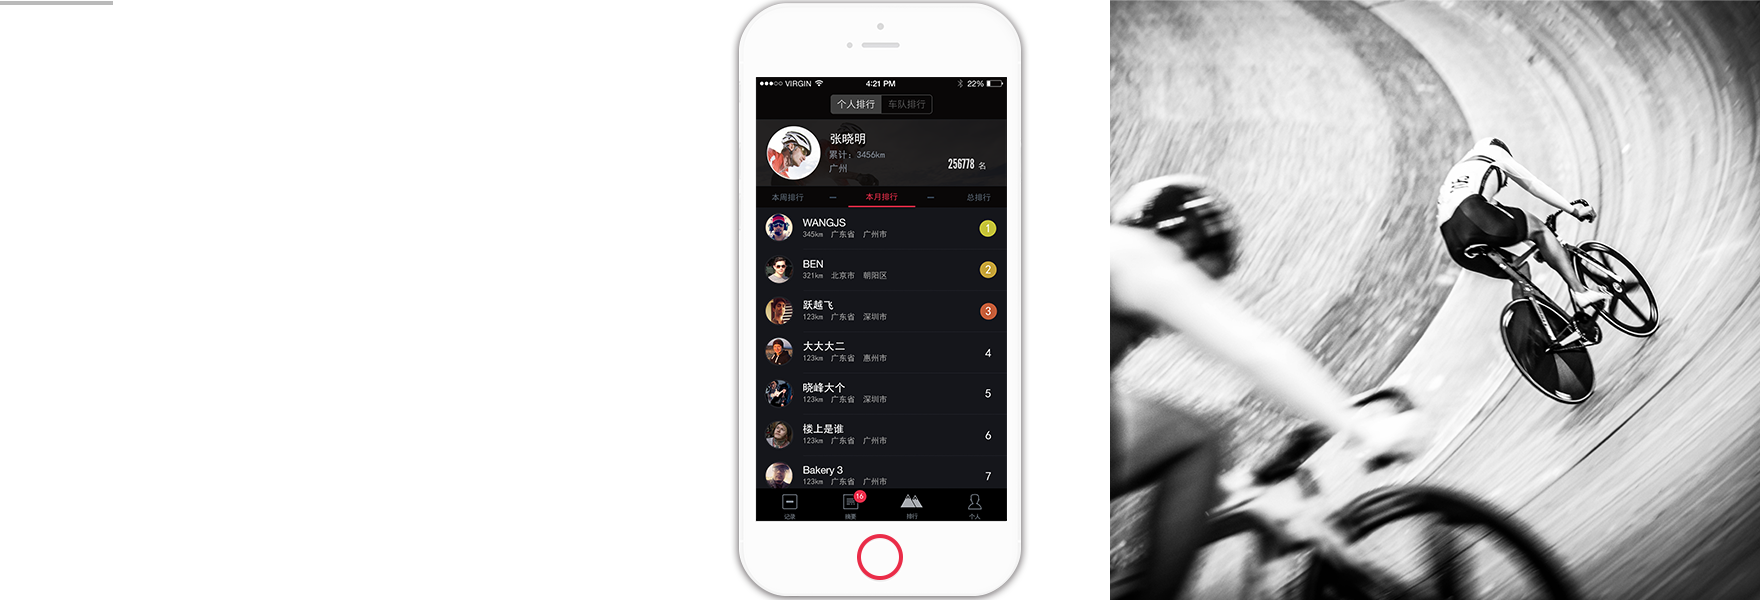 VIRGIN 4:21 PM 22%
个人排行 车队排行
张晓明
累计：3456km
广州
256778 名
本周排行 本月排行 总排行
WANGJS
345km 广东省 广州市
1
BEN
321km 北京市 朝阳区
2
跃越飞
123km 广东省 深圳市
3
大大大二
123km 广东省 惠州市
4
晓峰大个
123km 广东省 深圳市
5
楼上是谁
123km 广东省 广州市
6
Bakery 3
123km 广东省 广州市
7
16
记录 摘要 排行 个人